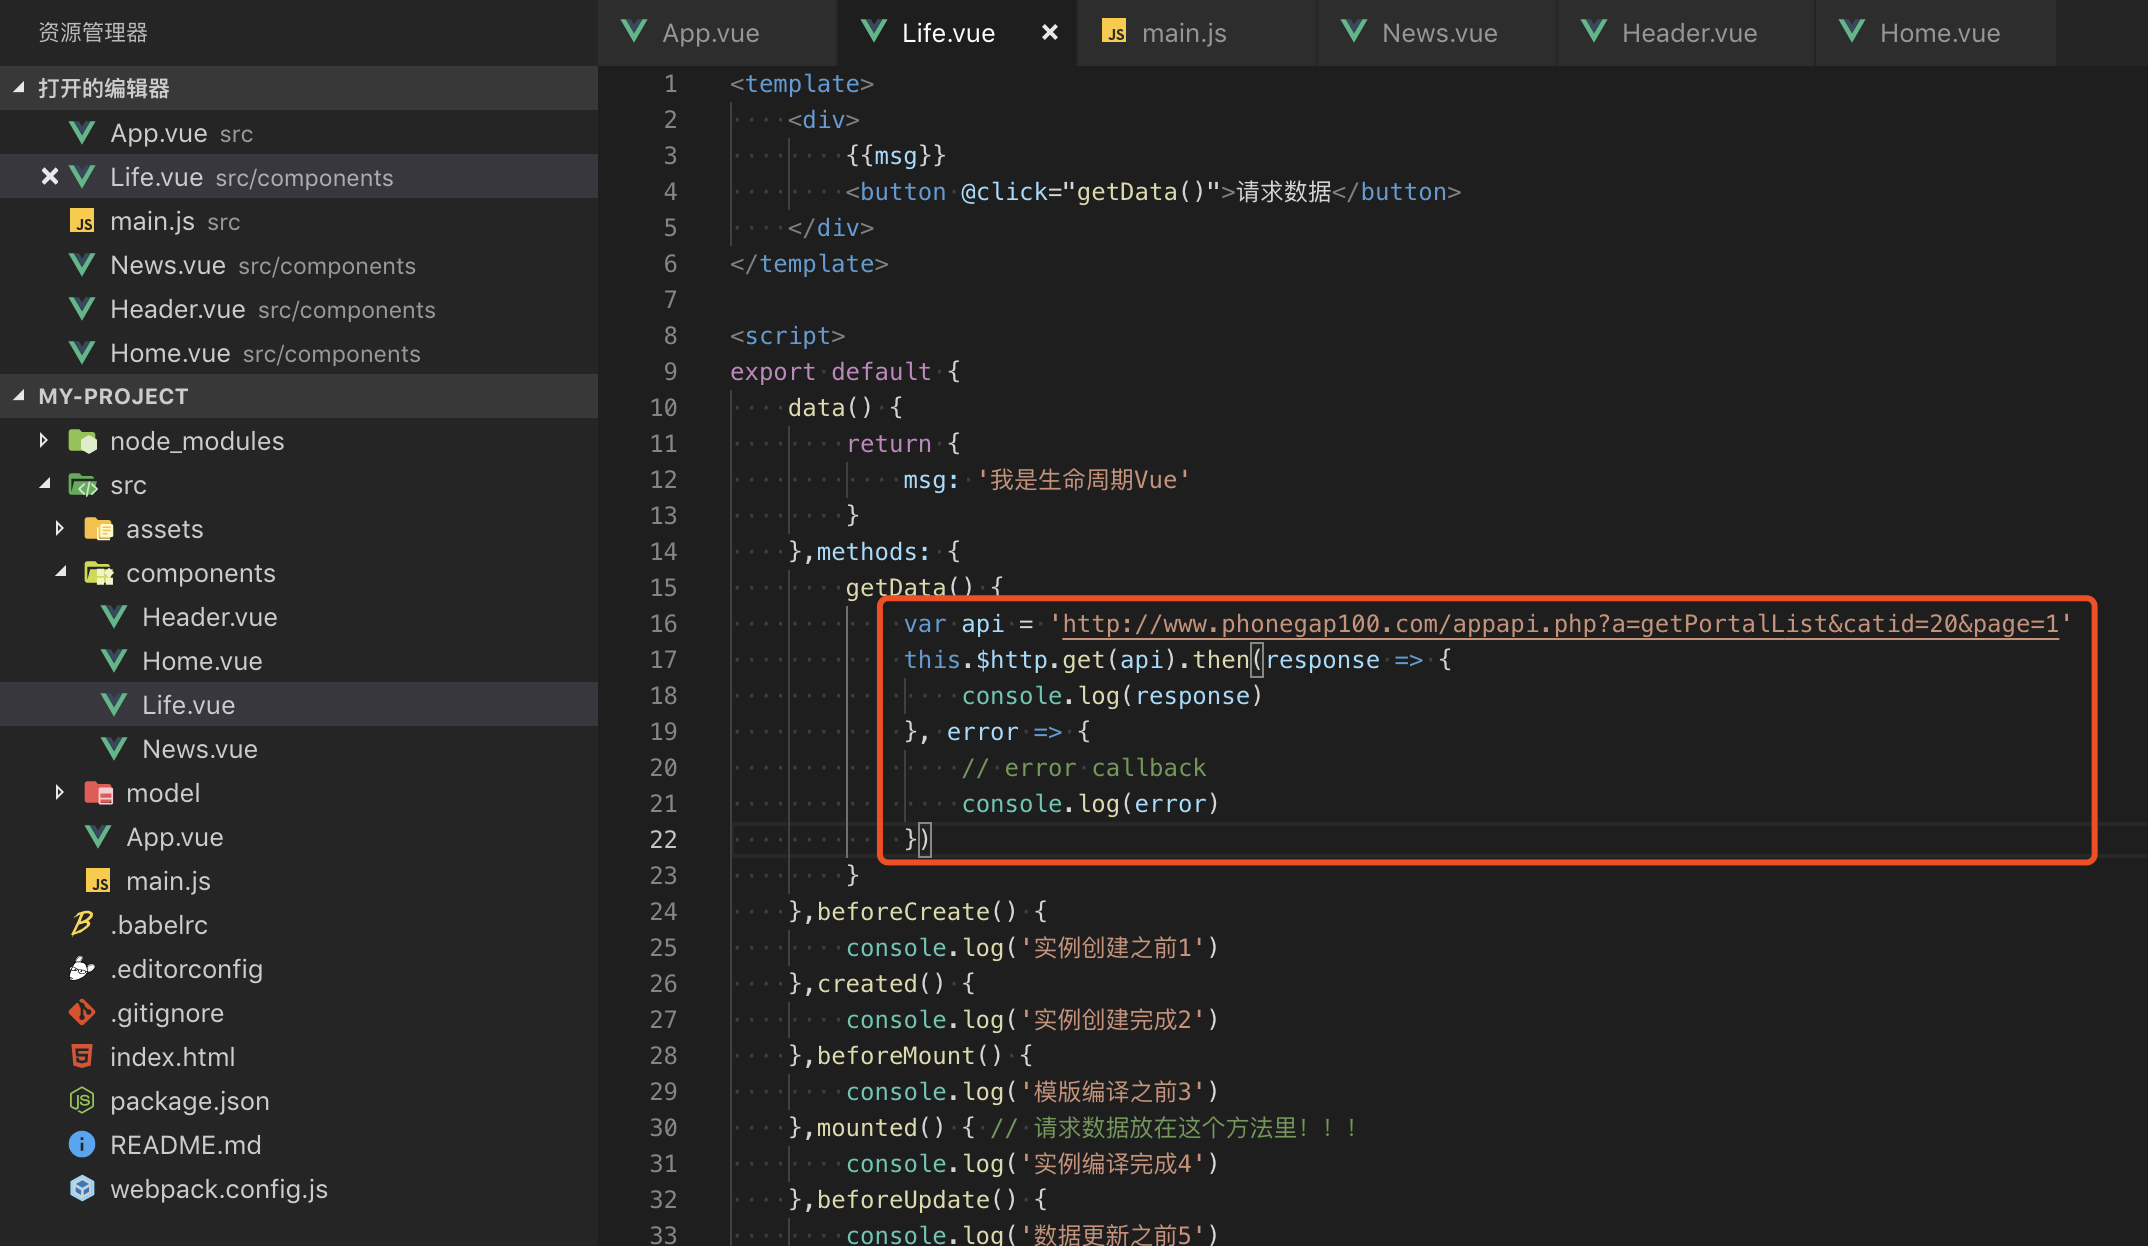 资源管理器
打开的编辑器
App.vue src
Life.vue src/components
main.js src
News.vue src/components
Header.vue src/components
Home.vue src/components
MY-PROJECT
node_modules
src
assets
components
Header.vue
Home.vue
Life.vue
News.vue
model
App.vue
main.js
.babelrc
.editorconfig
.gitignore
index.html
package.json
README.md
webpack.config.js
App.vue Life.vue main.js News.vue Header.vue Home.vue
1 <template>
2 <div>
3 {{msg}}
4 <button @click="getData()">请求数据</button>
5 </div>
6 </template>
7
8 <script>
9 export default {
10 data() {
11 return {
12 msg: '我是生命周期Vue'
13 }
14 },methods: {
15 getData() {
16 var api = 'http://www.phonegap100.com/appapi.php?a=getPortalList&catid=20&page=1'
17 this.$http.get(api).then(response => {
18 console.log(response)
19 }, error => {
20 // error callback
21 console.log(error)
22 })
23 }
24 },beforeCreate() {
25 console.log('实例创建之前1')
26 },created() {
27 console.log('实例创建完成2')
28 },beforeMount() {
29 console.log('模版编译之前3')
30 },mounted() { // 请求数据放在这个方法里！！！
31 console.log('实例编译完成4')
32 },beforeUpdate() {
33 console.log('数据更新之前5')